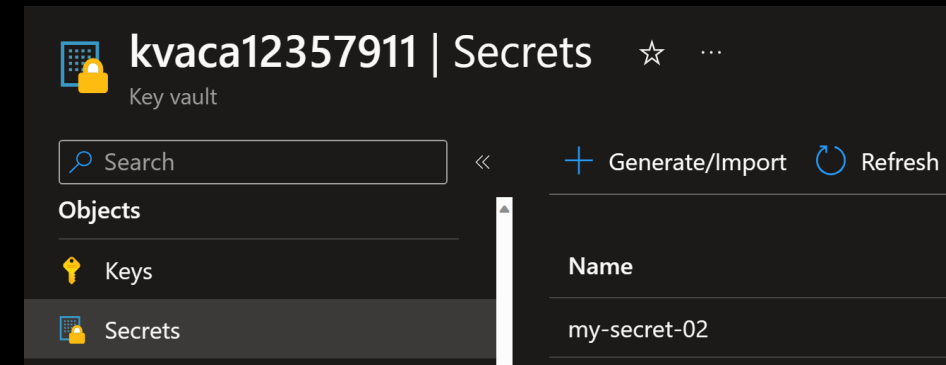 kvaca12357911 | Secrets
Key vault
Search
Generate/Import Refresh
Objects
Keys
Secrets
Name
my-secret-02